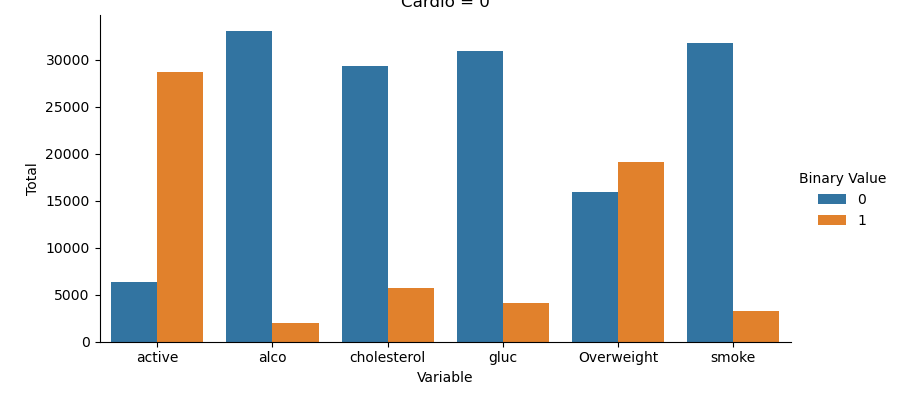 Cardio = 0
30000
25000
20000
15000
10000
5000
0
Total
active alco cholesterol gluc Overweight smoke
Variable
Binary Value
0
1